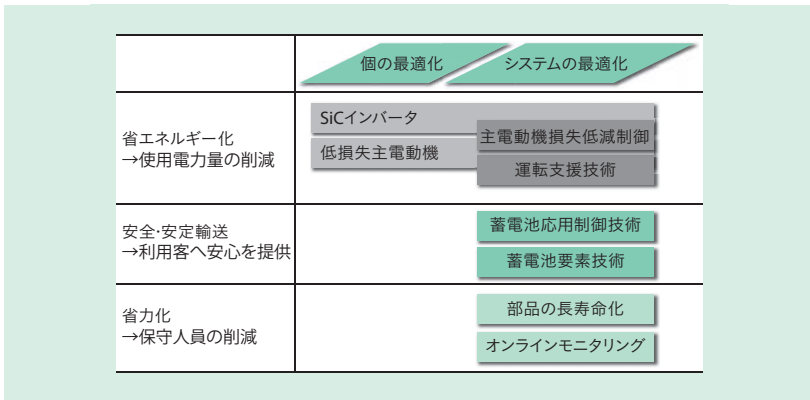 個の最適化
システムの最適化
省エネルギー化
→使用電力量の削減
SiCインバータ
低損失主電動機
主電動機損失低減制御
運転支援技術
安全・安定輸送
→利用客へ安心を提供
蓄電池応用制御技術
蓄電池要素技術
省力化
→保守人員の削減
部品の長寿命化
オンラインモニタリング